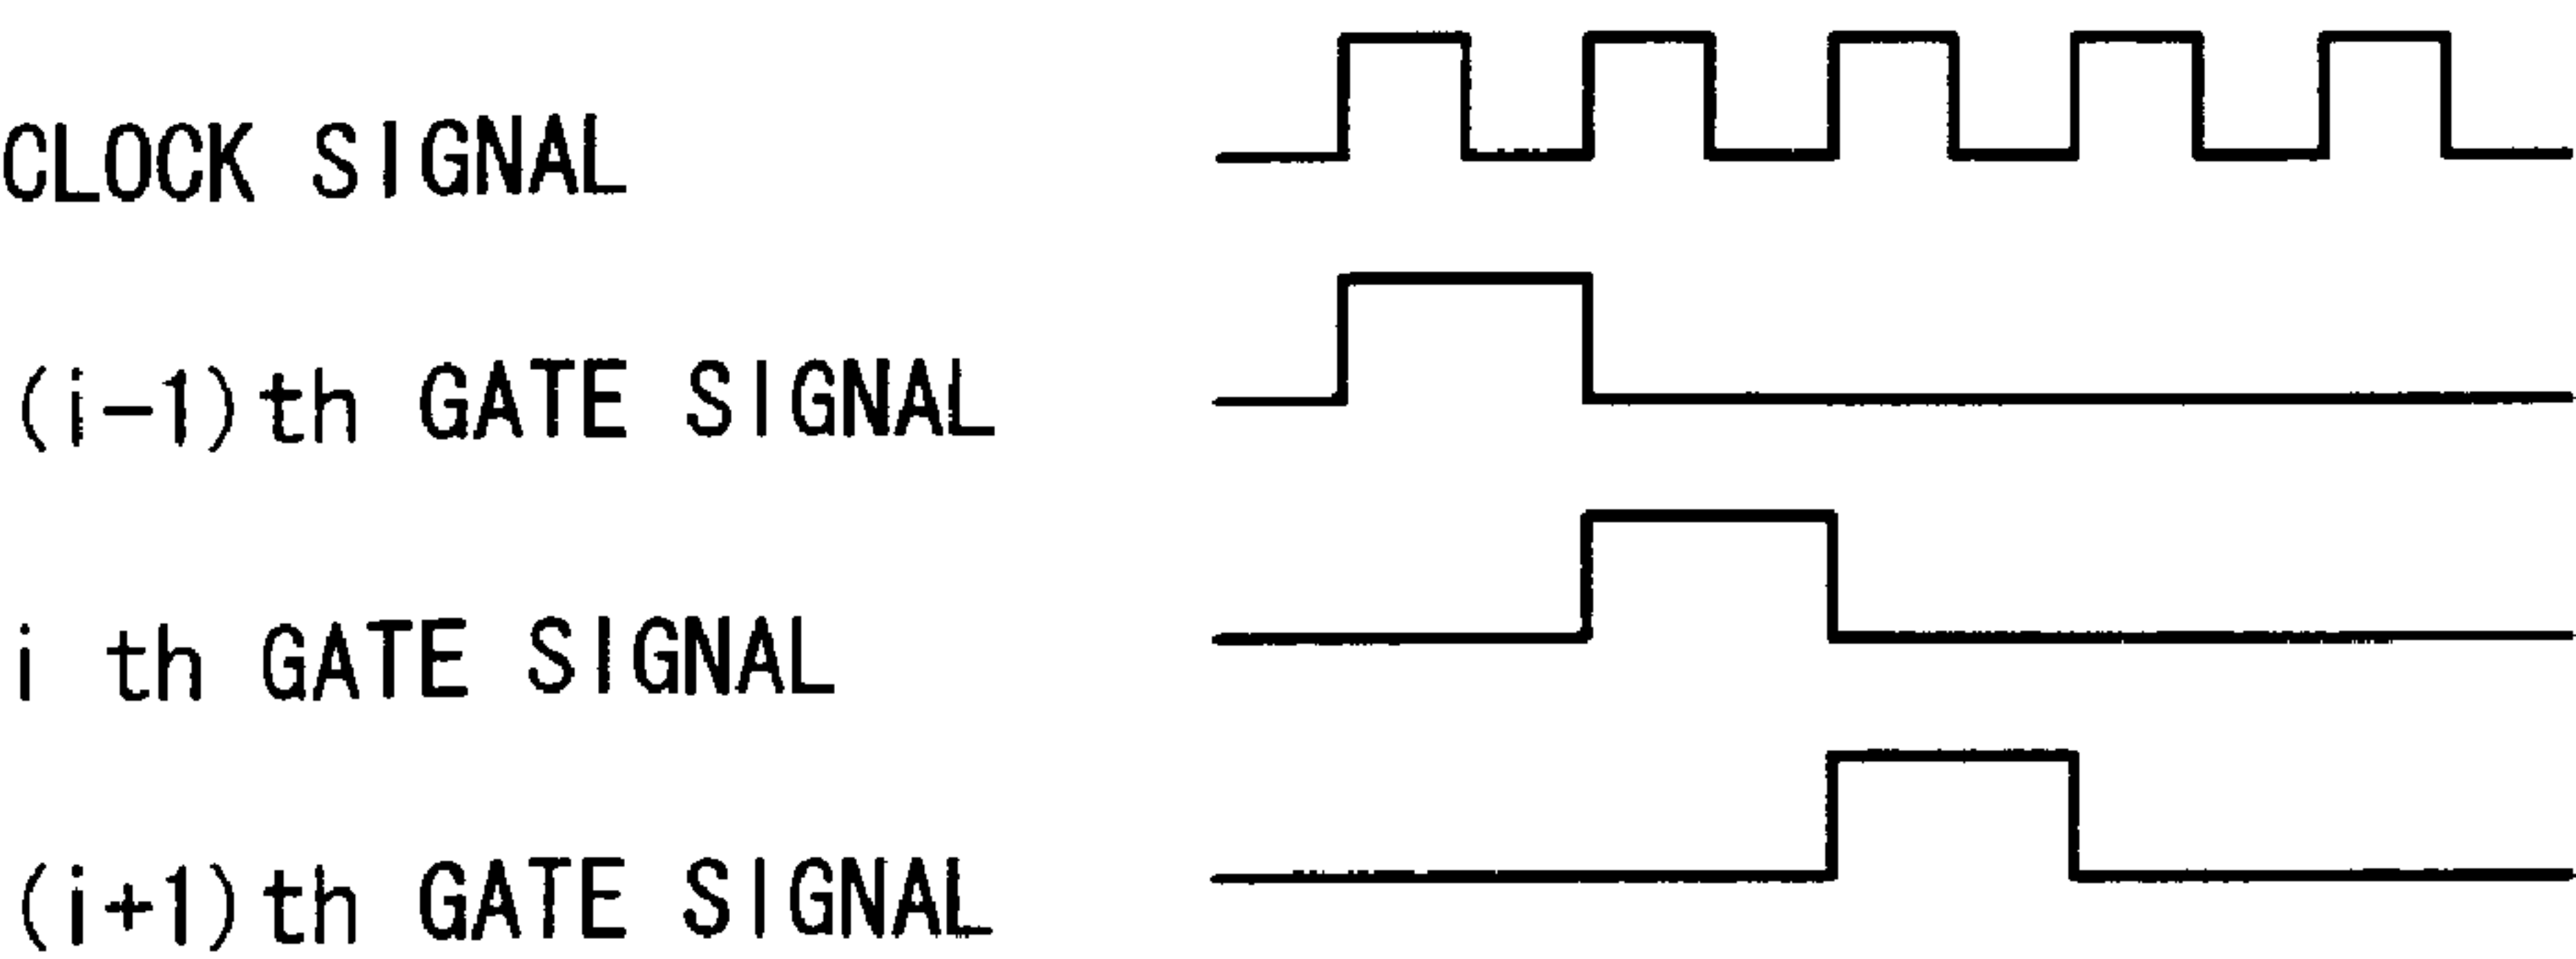 CLOCK SIGNAL
(i-1)th GATE SIGNAL
i th GATE SIGNAL
(i+1)th GATE SIGNAL